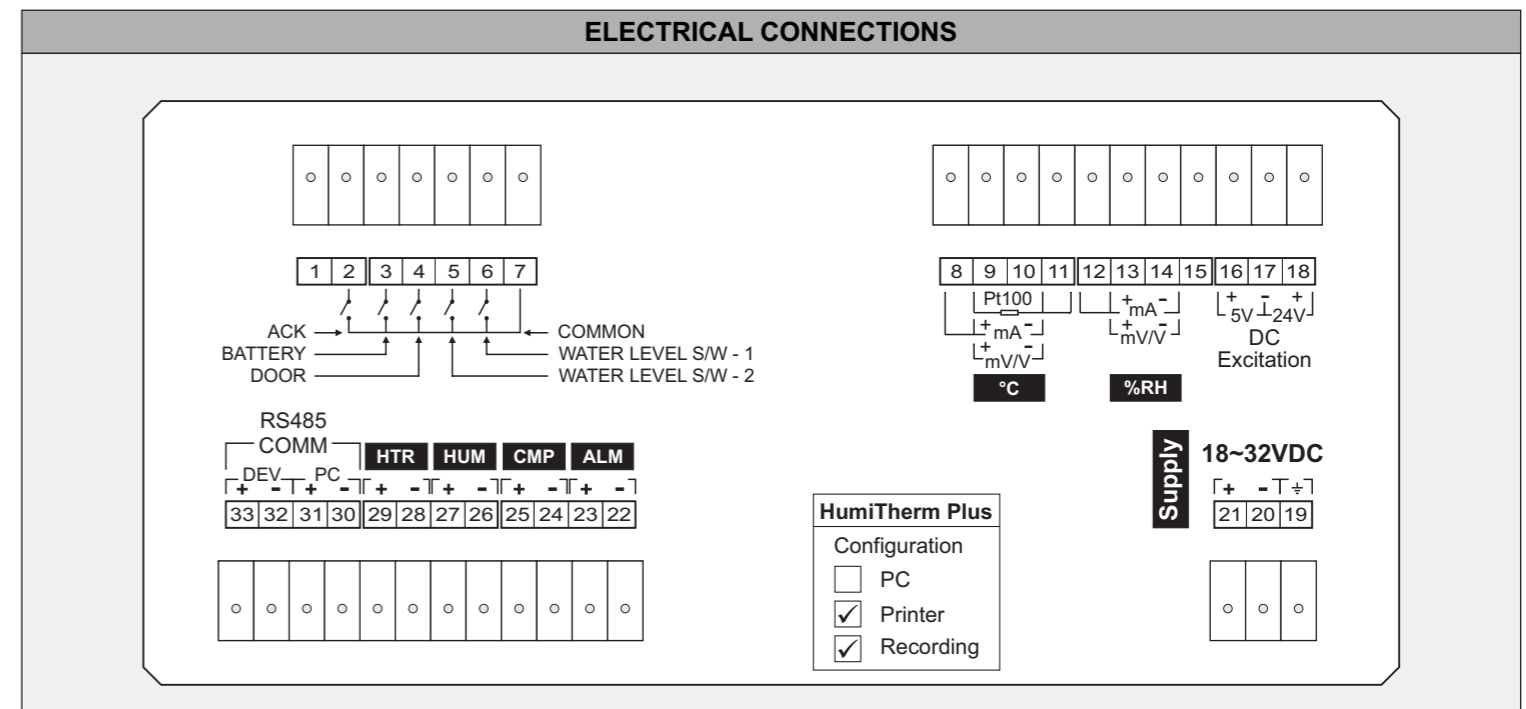 ELECTRICAL CONNECTIONS
1 2 3 4 5 6 7
ACK
BATTERY
DOOR
COMMON
WATER LEVEL S/W - 1
WATER LEVEL S/W - 2
8 9 10 11 12 13 14 15 16 17 18
Pt100
+ mA -
+ mV/V -
°C
+ mA -
+ mV/V -
%RH
+ - +
5V 24V
DC
Excitation
RS485
COMM
DEV PC
HTR HUM CMP ALM
+ - + - + - + - + - + -
33 32 31 30 29 28 27 26 25 24 23 22
HumiTherm Plus
Configuration
PC
✓ Printer
✓ Recording
Supply
18~32VDC
+ - ⏚
21 20 19